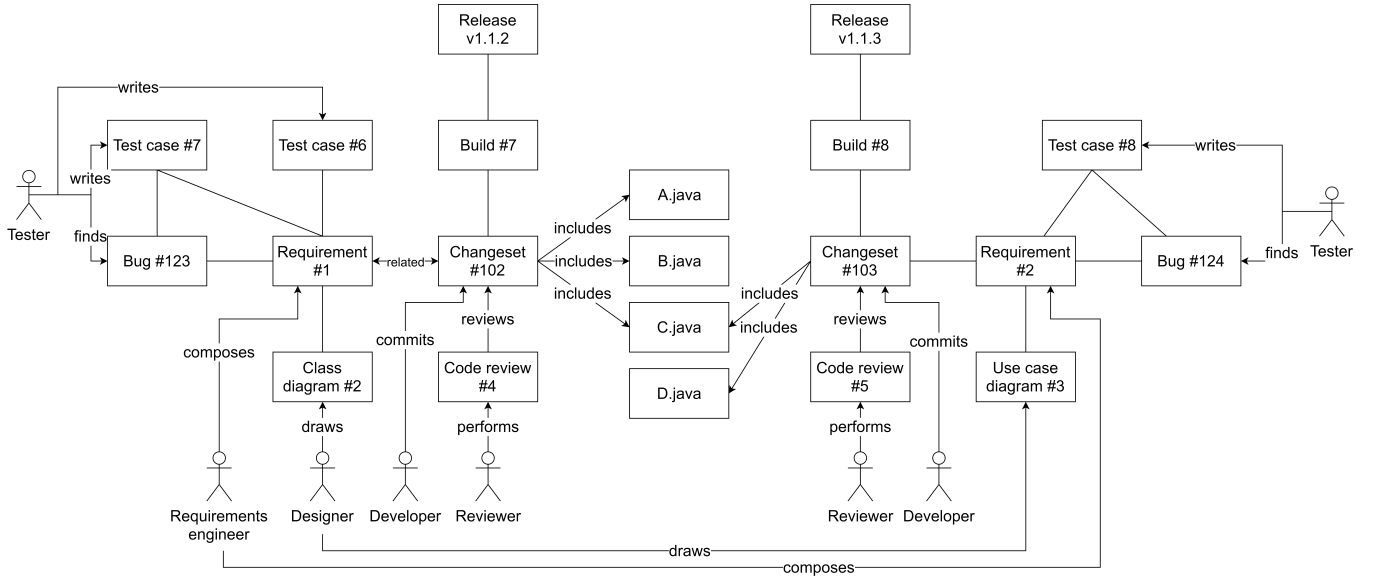 Release
v1.1.2
Release
v1.1.3
writes
Test case #7
Test case #6
Build #7
Build #8
Test case #8
writes
writes
A.java
Tester
includes
Tester
finds
Bug #123
Requirement
#1
related
Changeset
#102
includes
B.java
Changeset
#103
Requirement
#2
Bug #124
finds
includes
includes
C.java
includes
reviews
reviews
composes
commits
commits
Class
diagram #2
Code review
#4
D.java
Code review
#5
Use case
diagram #3
draws
performs
performs
Requirements
engineer
Designer
Developer
Reviewer
Reviewer
Developer
draws
composes